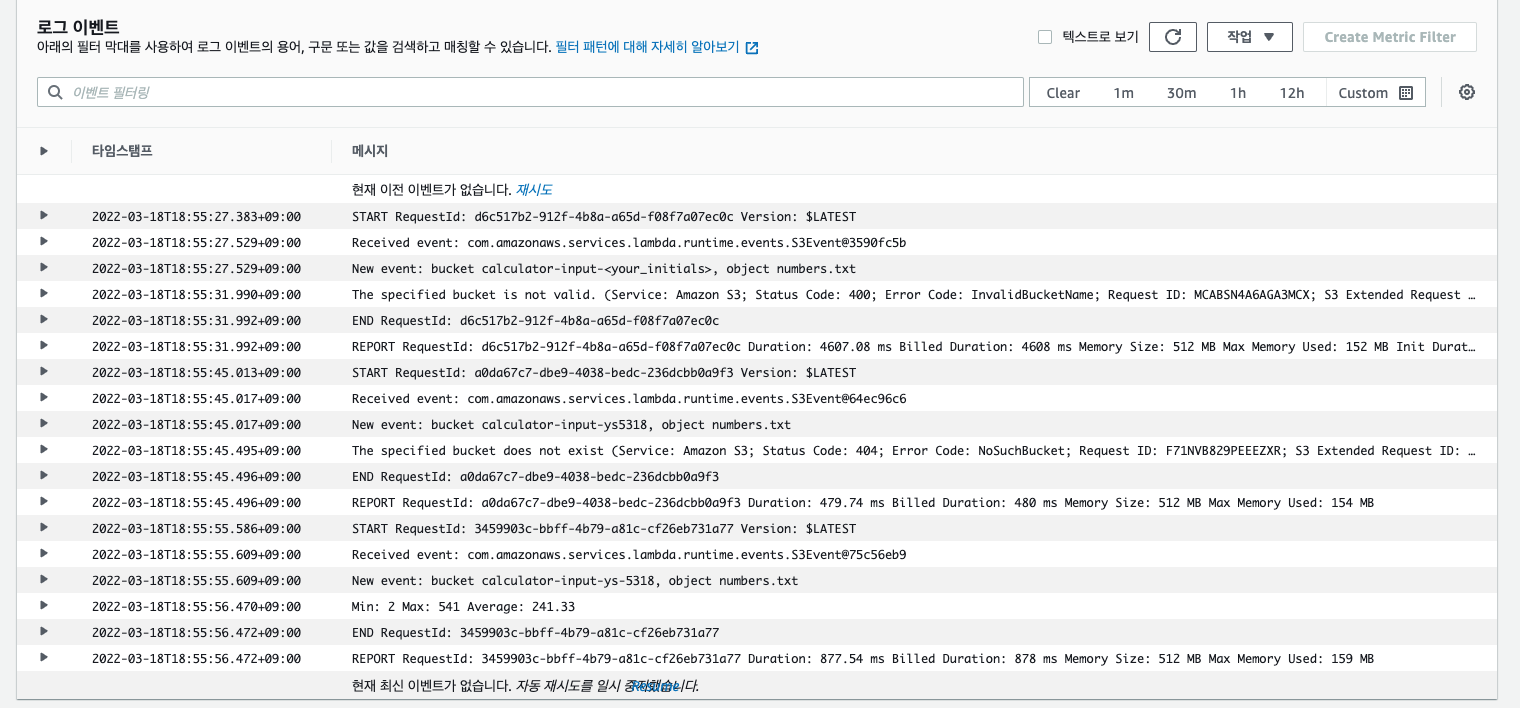 로그 이벤트
아래의 필터 막대를 사용하여 로그 이벤트의 용어, 구문 또는 값을 검색하고 매칭할 수 있습니다. 필터 패턴에 대해 자세히 알아보기
텍스트로 보기 작업 Create Metric Filter
이벤트 필터링 Clear 1m 30m 1h 12h Custom
타임스탬프 메시지
현재 이전 이벤트가 없습니다. 재시도
2022-03-18T18:55:27.383+09:00 START RequestId: d6c517b2-912f-4b8a-a65d-f08f7a07ec0c Version: $LATEST
2022-03-18T18:55:27.529+09:00 Received event: com.amazonaws.services.lambda.runtime.events.S3Event@3590fc5b
2022-03-18T18:55:27.529+09:00 New event: bucket calculator-input-<your_initials>, object numbers.txt
2022-03-18T18:55:31.990+09:00 The specified bucket is not valid. (Service: Amazon S3; Status Code: 400; Error Code: InvalidBucketName; Request ID: MCABSN4A6AGA3MCX; S3 Extended Request …
2022-03-18T18:55:31.992+09:00 END RequestId: d6c517b2-912f-4b8a-a65d-f08f7a07ec0c
2022-03-18T18:55:31.992+09:00 REPORT RequestId: d6c517b2-912f-4b8a-a65d-f08f7a07ec0c Duration: 4607.08 ms Billed Duration: 4608 ms Memory Size: 512 MB Max Memory Used: 152 MB Init Durat…
2022-03-18T18:55:45.013+09:00 START RequestId: a0da67c7-dbe9-4038-bedc-236dcbb0a9f3 Version: $LATEST
2022-03-18T18:55:45.017+09:00 Received event: com.amazonaws.services.lambda.runtime.events.S3Event@64ec96c6
2022-03-18T18:55:45.017+09:00 New event: bucket calculator-input-ys5318, object numbers.txt
2022-03-18T18:55:45.495+09:00 The specified bucket does not exist (Service: Amazon S3; Status Code: 404; Error Code: NoSuchBucket; Request ID: F71NVB8Z9PEEEZXR; S3 Extended Request ID: …
2022-03-18T18:55:45.496+09:00 END RequestId: a0da67c7-dbe9-4038-bedc-236dcbb0a9f3
2022-03-18T18:55:45.496+09:00 REPORT RequestId: a0da67c7-dbe9-4038-bedc-236dcbb0a9f3 Duration: 479.74 ms Billed Duration: 480 ms Memory Size: 512 MB Max Memory Used: 154 MB
2022-03-18T18:55:55.586+09:00 START RequestId: 3459903c-bbff-4b79-a81c-cf26eb731a77 Version: $LATEST
2022-03-18T18:55:55.609+09:00 Received event: com.amazonaws.services.lambda.runtime.events.S3Event@75c56eb9
2022-03-18T18:55:55.609+09:00 New event: bucket calculator-input-ys-5318, object numbers.txt
2022-03-18T18:55:56.470+09:00 Min: 2 Max: 541 Average: 241.33
2022-03-18T18:55:56.472+09:00 END RequestId: 3459903c-bbff-4b79-a81c-cf26eb731a77
2022-03-18T18:55:56.472+09:00 REPORT RequestId: 3459903c-bbff-4b79-a81c-cf26eb731a77 Duration: 877.54 ms Billed Duration: 878 ms Memory Size: 512 MB Max Memory Used: 159 MB
현재 최신 이벤트가 없습니다. 자동 재시도를 일시 중지했습니다. Resume